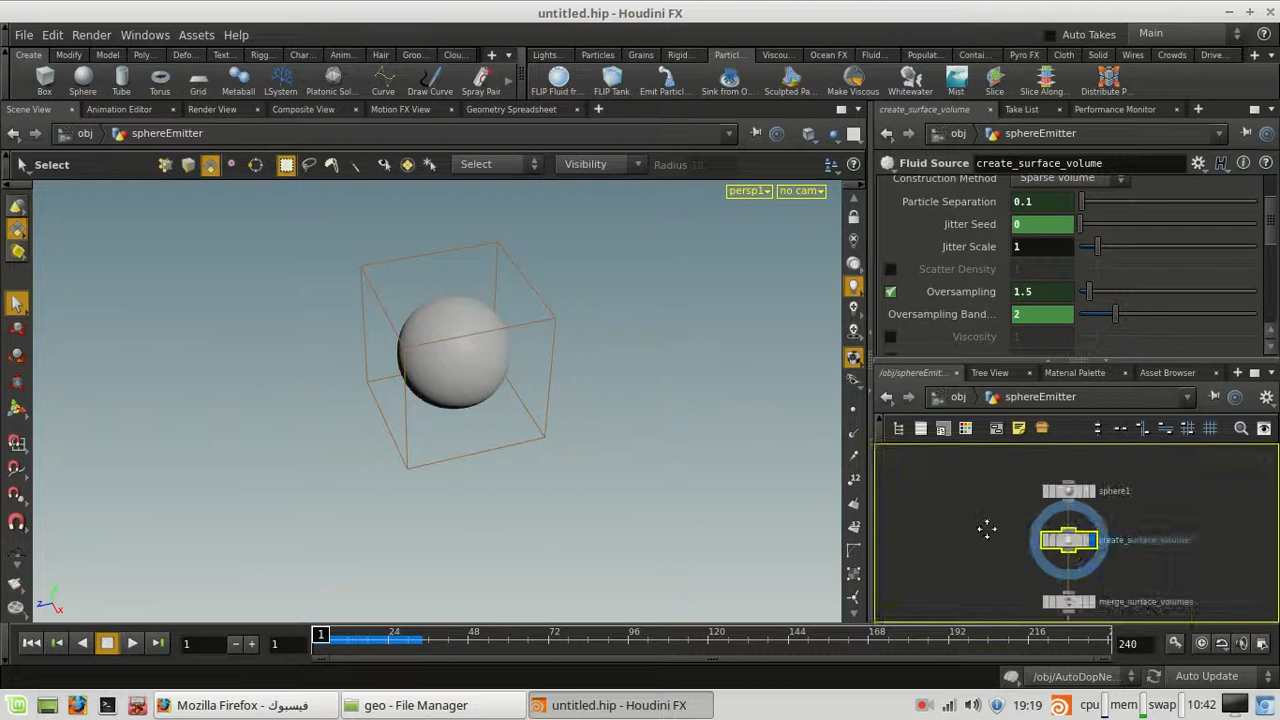 untitled.hip - Houdini FX
File Edit Render Windows Assets Help
Auto Takes Main
Create Modify Model Poly... Defo... Text... Rigg... Char... Anim... Hair Groo... Clou...
Lights... Particles Grains Rigid... Particl... Viscou... Ocean FX Fluid... Populat... Contai... Pyro FX Cloth Solid Wires Crowds Drive...
Box Sphere Tube Torus Grid Metaball LSystem Platonic Sol... Curve Draw Curve Spray Pair
FLIP Fluid fr... FLIP Tank Emit Particl... Sink from O... Sculpted Pa... Make Viscous Whitewater Mist Slice Slice Along... Distribute P...
Scene View Animation Editor Render View Composite View Motion FX View Geometry Spreadsheet
create_surface_volume Take List Performance Monitor
obj sphereEmitter
obj sphereEmitter
Select Select Visibility Radius 10
Fluid Source create_surface_volume
persp1 no cam
Construction Method Sparse Volume
Particle Separation 0.1
Jitter Seed 0
Jitter Scale 1
Scatter Density 1
Oversampling 1.5
Oversampling Band... 2
Viscosity
/obj/sphereEmit... Tree View Material Palette Asset Browser
obj sphereEmitter
sphere1
create_surface_volume
merge_surface_volumes
1 24 48 72 96 120 144 168 192 216 2
1 1 240
/obj/AutoDopNe... Auto Update
Mozilla Firefox - فيسبوك geo - File Manager untitled.hip - Houdini FX
19:19 cpu mem swap 10:42